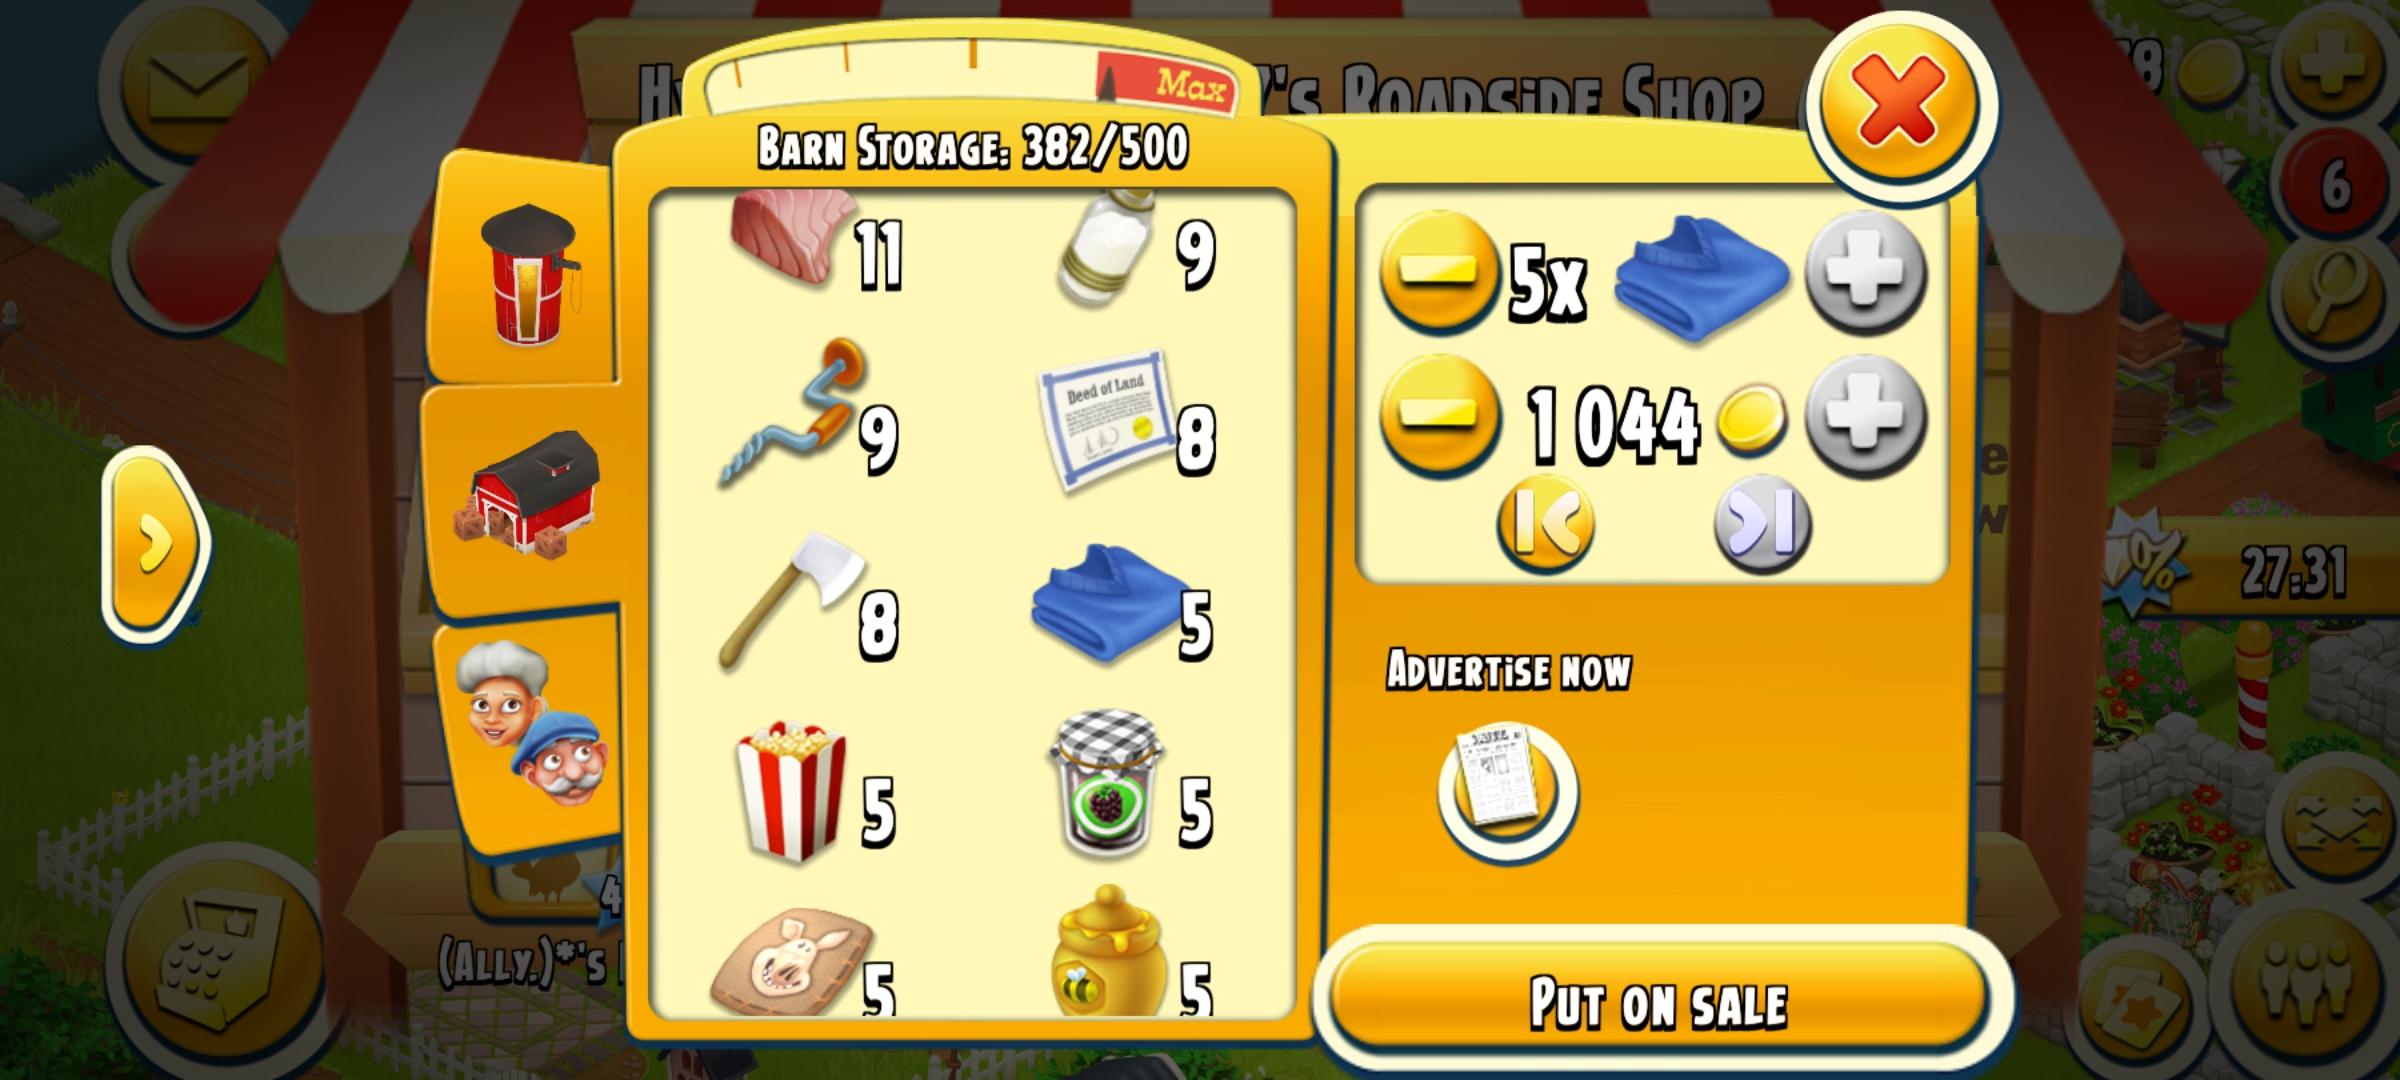 's Roadside Shop
Max
Barn Storage: 382/500
11
9
9
Deed of Land
8
8
5
5
5
5
5
5x
1 044
Advertise now
Put on sale
6
27:31
(Ally.)*'s